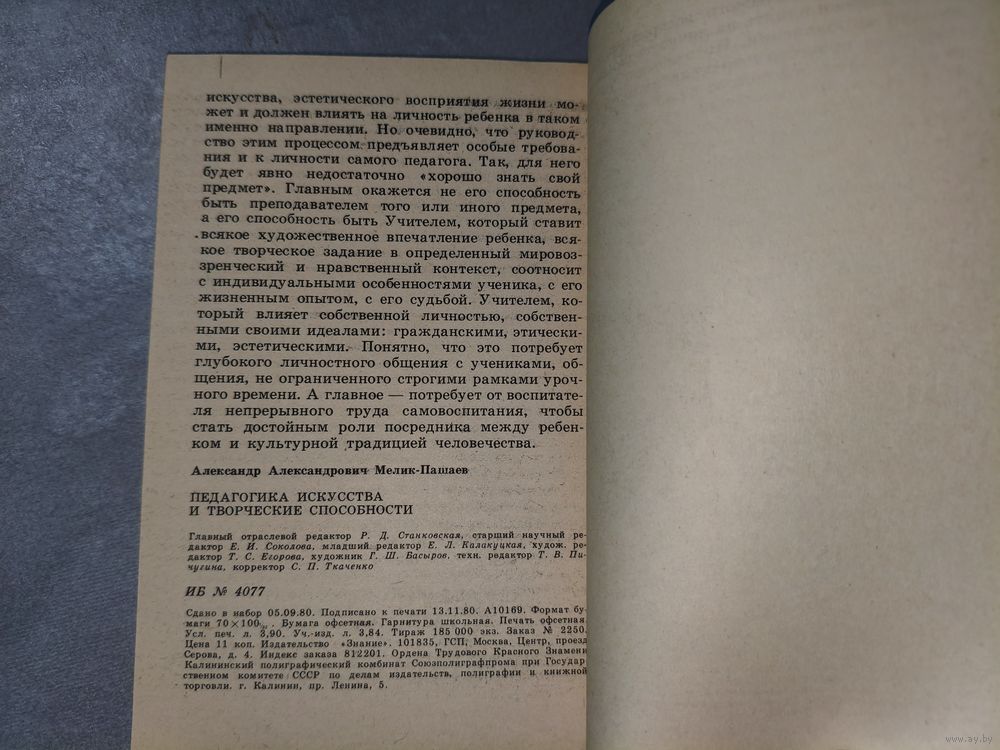 искусства, эстетического восприятия жизни мо-
жет и должен влиять на личность ребенка в таком
именно направлении. Но очевидно, что руковод-
ство этим процессом предъявляет особые требова-
ния и к личности самого педагога. Так, для него
будет явно недостаточно «хорошо знать свой
предмет». Главным окажется не его способность
быть преподавателем того или иного предмета,
а его способность быть Учителем, который ставит
всякое художественное впечатление ребенка, вся-
кое творческое задание в определенный мировоз-
зренческий и нравственный контекст, соотносит
с индивидуальными особенностями ученика, с его
жизненным опытом, с его судьбой. Учителем, ко-
торый влияет собственной личностью, собствен-
ными своими идеалами: гражданскими, этически-
ми, эстетическими. Понятно, что это потребует
глубокого личностного общения с учениками, об-
щения, не ограниченного строгими рамками уроч-
ного времени. А главное — потребует от воспитате-
ля непрерывного труда самовоспитания, чтобы
стать достойным роли посредника между ребен-
ком и культурной традицией человечества.
Александр Александрович Мелик-Пашаев
ПЕДАГОГИКА ИСКУССТВА
И ТВОРЧЕСКИЕ СПОСОБНОСТИ
Главный отраслевой редактор Р. Д. Станковская, старший научный ре-
дактор Е. И. Соколова, младший редактор Е. Л. Калакуцкая, худож. ре-
дактор Т. С. Егорова, художник Г. Ш. Басыров, техн. редактор Т. В. Пи-
чугина, корректор С. П. Ткаченко
ИБ № 4077
Сдано в набор 05.09.80. Подписано к печати 13.11.80. А10169. Формат бу-
маги 70×100. Бумага офсетная. Гарнитура школьная. Печать офсетная.
Усл. печ. л. 3,90. Уч.-изд. л. 3,84. Тираж 185 000 экз. Заказ № 2250.
Цена 11 коп. Издательство «Знание». 101835, ГСП, Москва, Центр, проезд
Серова, д. 4. Индекс заказа 812201. Ордена Трудового Красного Знамени
Калининский полиграфический комбинат Союзполиграфпрома при Государ
ственном комитете СССР по делам издательств, полиграфии и книжной
торговли. г. Калинин, пр. Ленина, 5.
www.ay.by